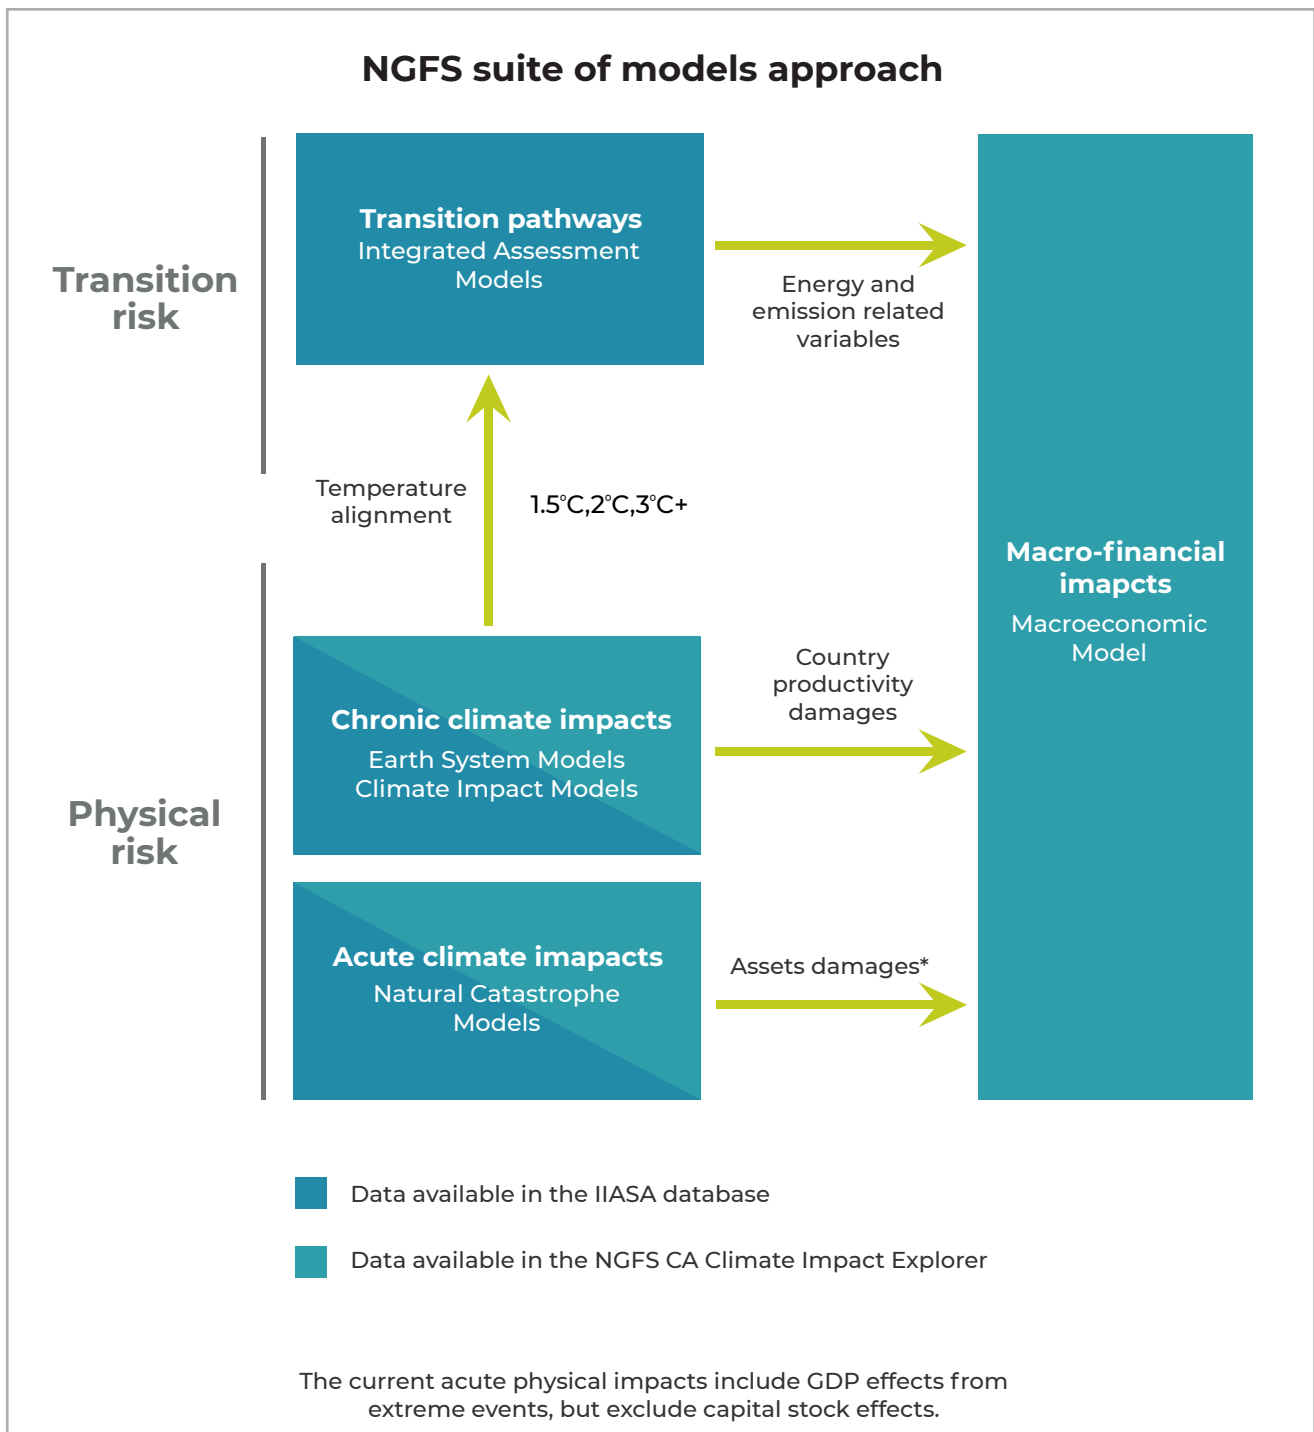 NGFS suite of models approach
Transition
risk
Transition pathways
Integrated Assessment
Models
Energy and
emission related
variables
Temperature
alignment
1.5°C,2°C,3°C+
Macro-financial
imapcts
Macroeconomic
Model
Physical
risk
Chronic climate impacts
Earth System Models
Climate Impact Models
Country
productivity
damages
Acute climate imapacts
Natural Catastrophe
Models
Assets damages*
Data available in the IIASA database
Data available in the NGFS CA Climate Impact Explorer
The current acute physical impacts include GDP effects from
extreme events, but exclude capital stock effects.